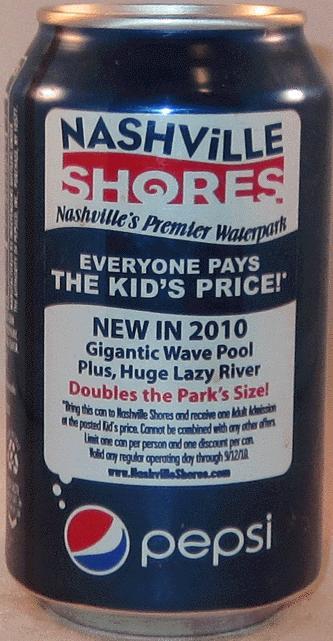 NASHVILLE
SHORES
Nashville's Premier Waterpark
EVERYONE PAYS
THE KID'S PRICE!*
NEW IN 2010
Gigantic Wave Pool
Plus, Huge Lazy River
Doubles the Park's Size!
*Bring this can to Nashville Shores and receive one Adult Admission
at the posted Kid's price. Cannot be combined with any other offers.
Limit one can per person and one discount per can.
Valid any regular operating day through 9/12/10.
www.NashvilleShores.com
pepsi